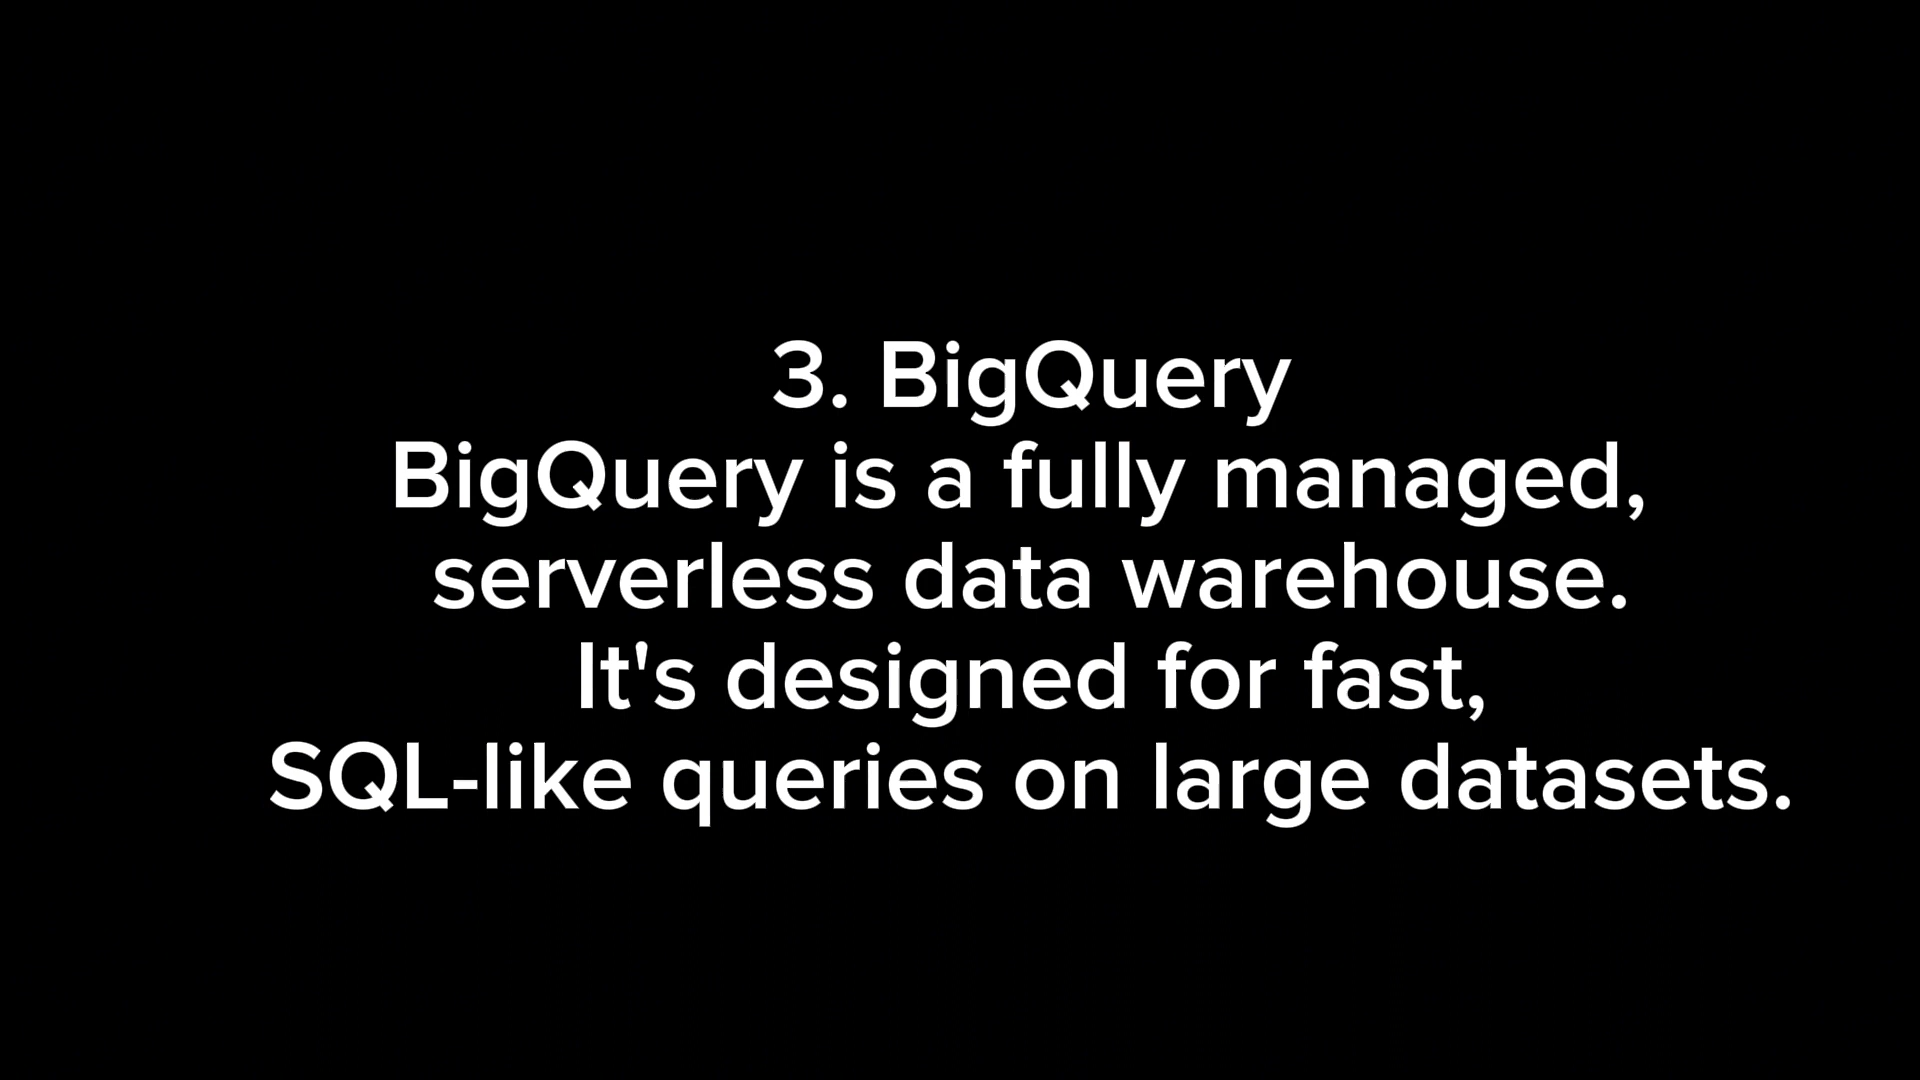 3. BigQuery
BigQuery is a fully managed,
serverless data warehouse.
It's designed for fast,
SQL-like queries on large datasets.